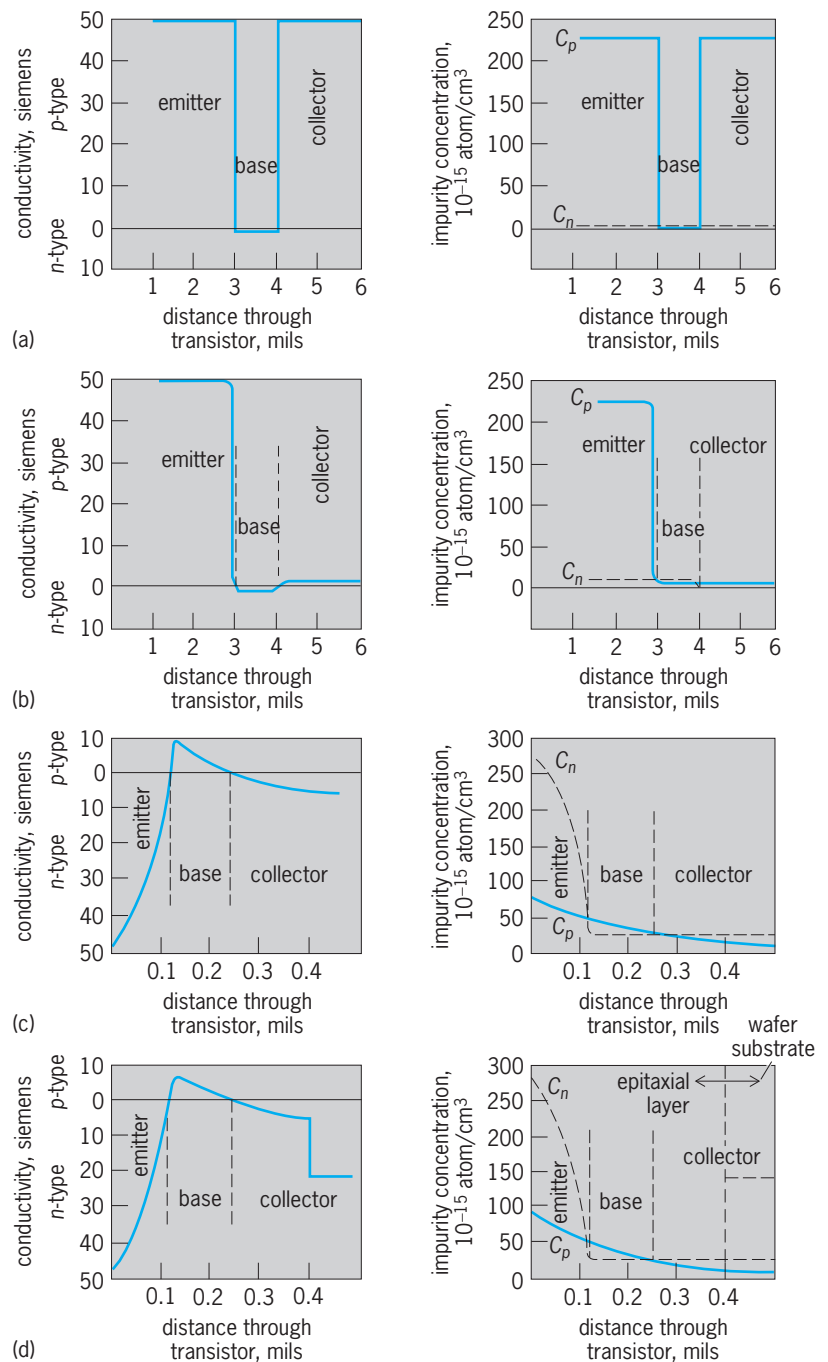 conductivity, siemens
n-type p-type
50
40
30
20
10
0
10
emitter
base
collector
1 2 3 4 5 6
distance through
transistor, mils
(a)
impurity concentration,
10⁻¹⁵ atom/cm3
250
200
150
100
50
0
Cp
Cn
emitter
base
collector
1 2 3 4 5 6
distance through
transistor, mils
conductivity, siemens
n-type p-type
50
40
30
20
10
0
10
emitter
base
collector
1 2 3 4 5 6
distance through
transistor, mils
(b)
impurity concentration,
10⁻¹⁵ atom/cm3
250
200
150
100
50
0
Cp
Cn
emitter
base
collector
1 2 3 4 5 6
distance through
transistor, mils
conductivity, siemens
n-type p-type
10
0
10
20
30
40
50
emitter
base
collector
0.1 0.2 0.3 0.4
distance through
transistor, mils
(c)
impurity concentration,
10⁻¹⁵ atom/cm3
300
250
200
150
100
50
0
Cn
Cp
emitter
base
collector
0.1 0.2 0.3 0.4
distance through
transistor, mils
conductivity, siemens
n-type p-type
10
0
10
20
30
40
50
emitter
base
collector
0.1 0.2 0.3 0.4
distance through
transistor, mils
(d)
wafer
substrate
impurity concentration,
10⁻¹⁵ atom/cm3
300
250
200
150
100
50
0
Cn
epitaxial
layer
Cp
emitter
base
collector
0.1 0.2 0.3 0.4
distance through
transistor, mils